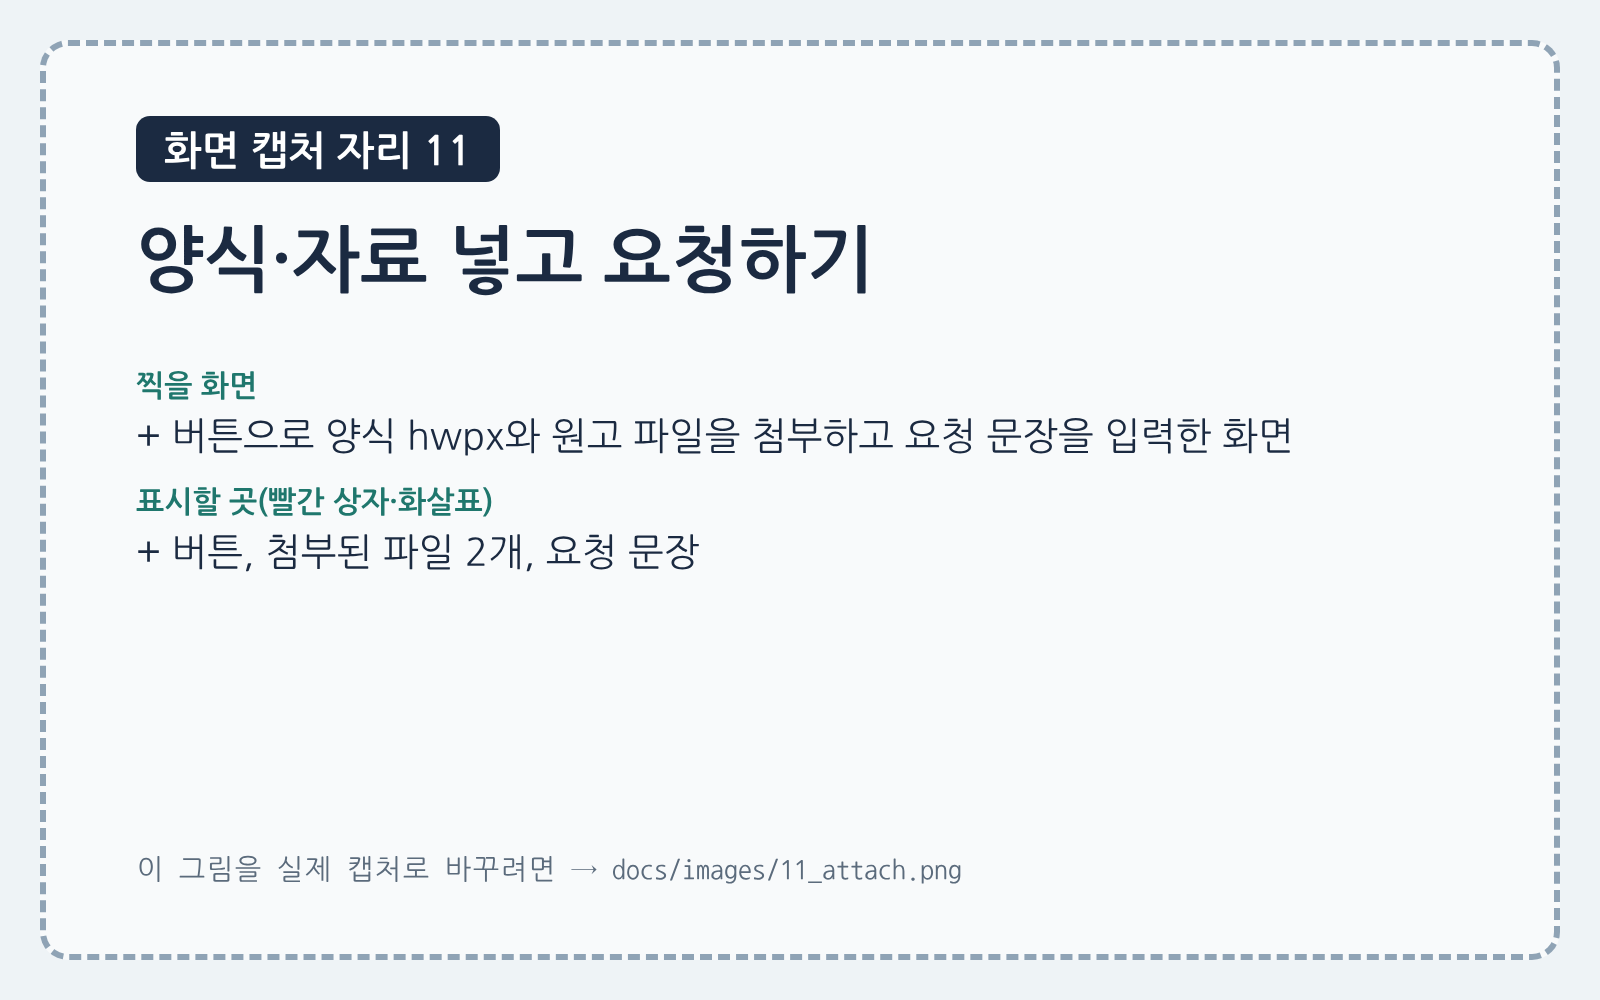 화면 캡처 자리 11
양식·자료 넣고 요청하기
찍을 화면
+ 버튼으로 양식 hwpx와 원고 파일을 첨부하고 요청 문장을 입력한 화면
표시할 곳(빨간 상자·화살표)
+ 버튼, 첨부된 파일 2개, 요청 문장
이 그림을 실제 캡처로 바꾸려면 → docs/images/11_attach.png